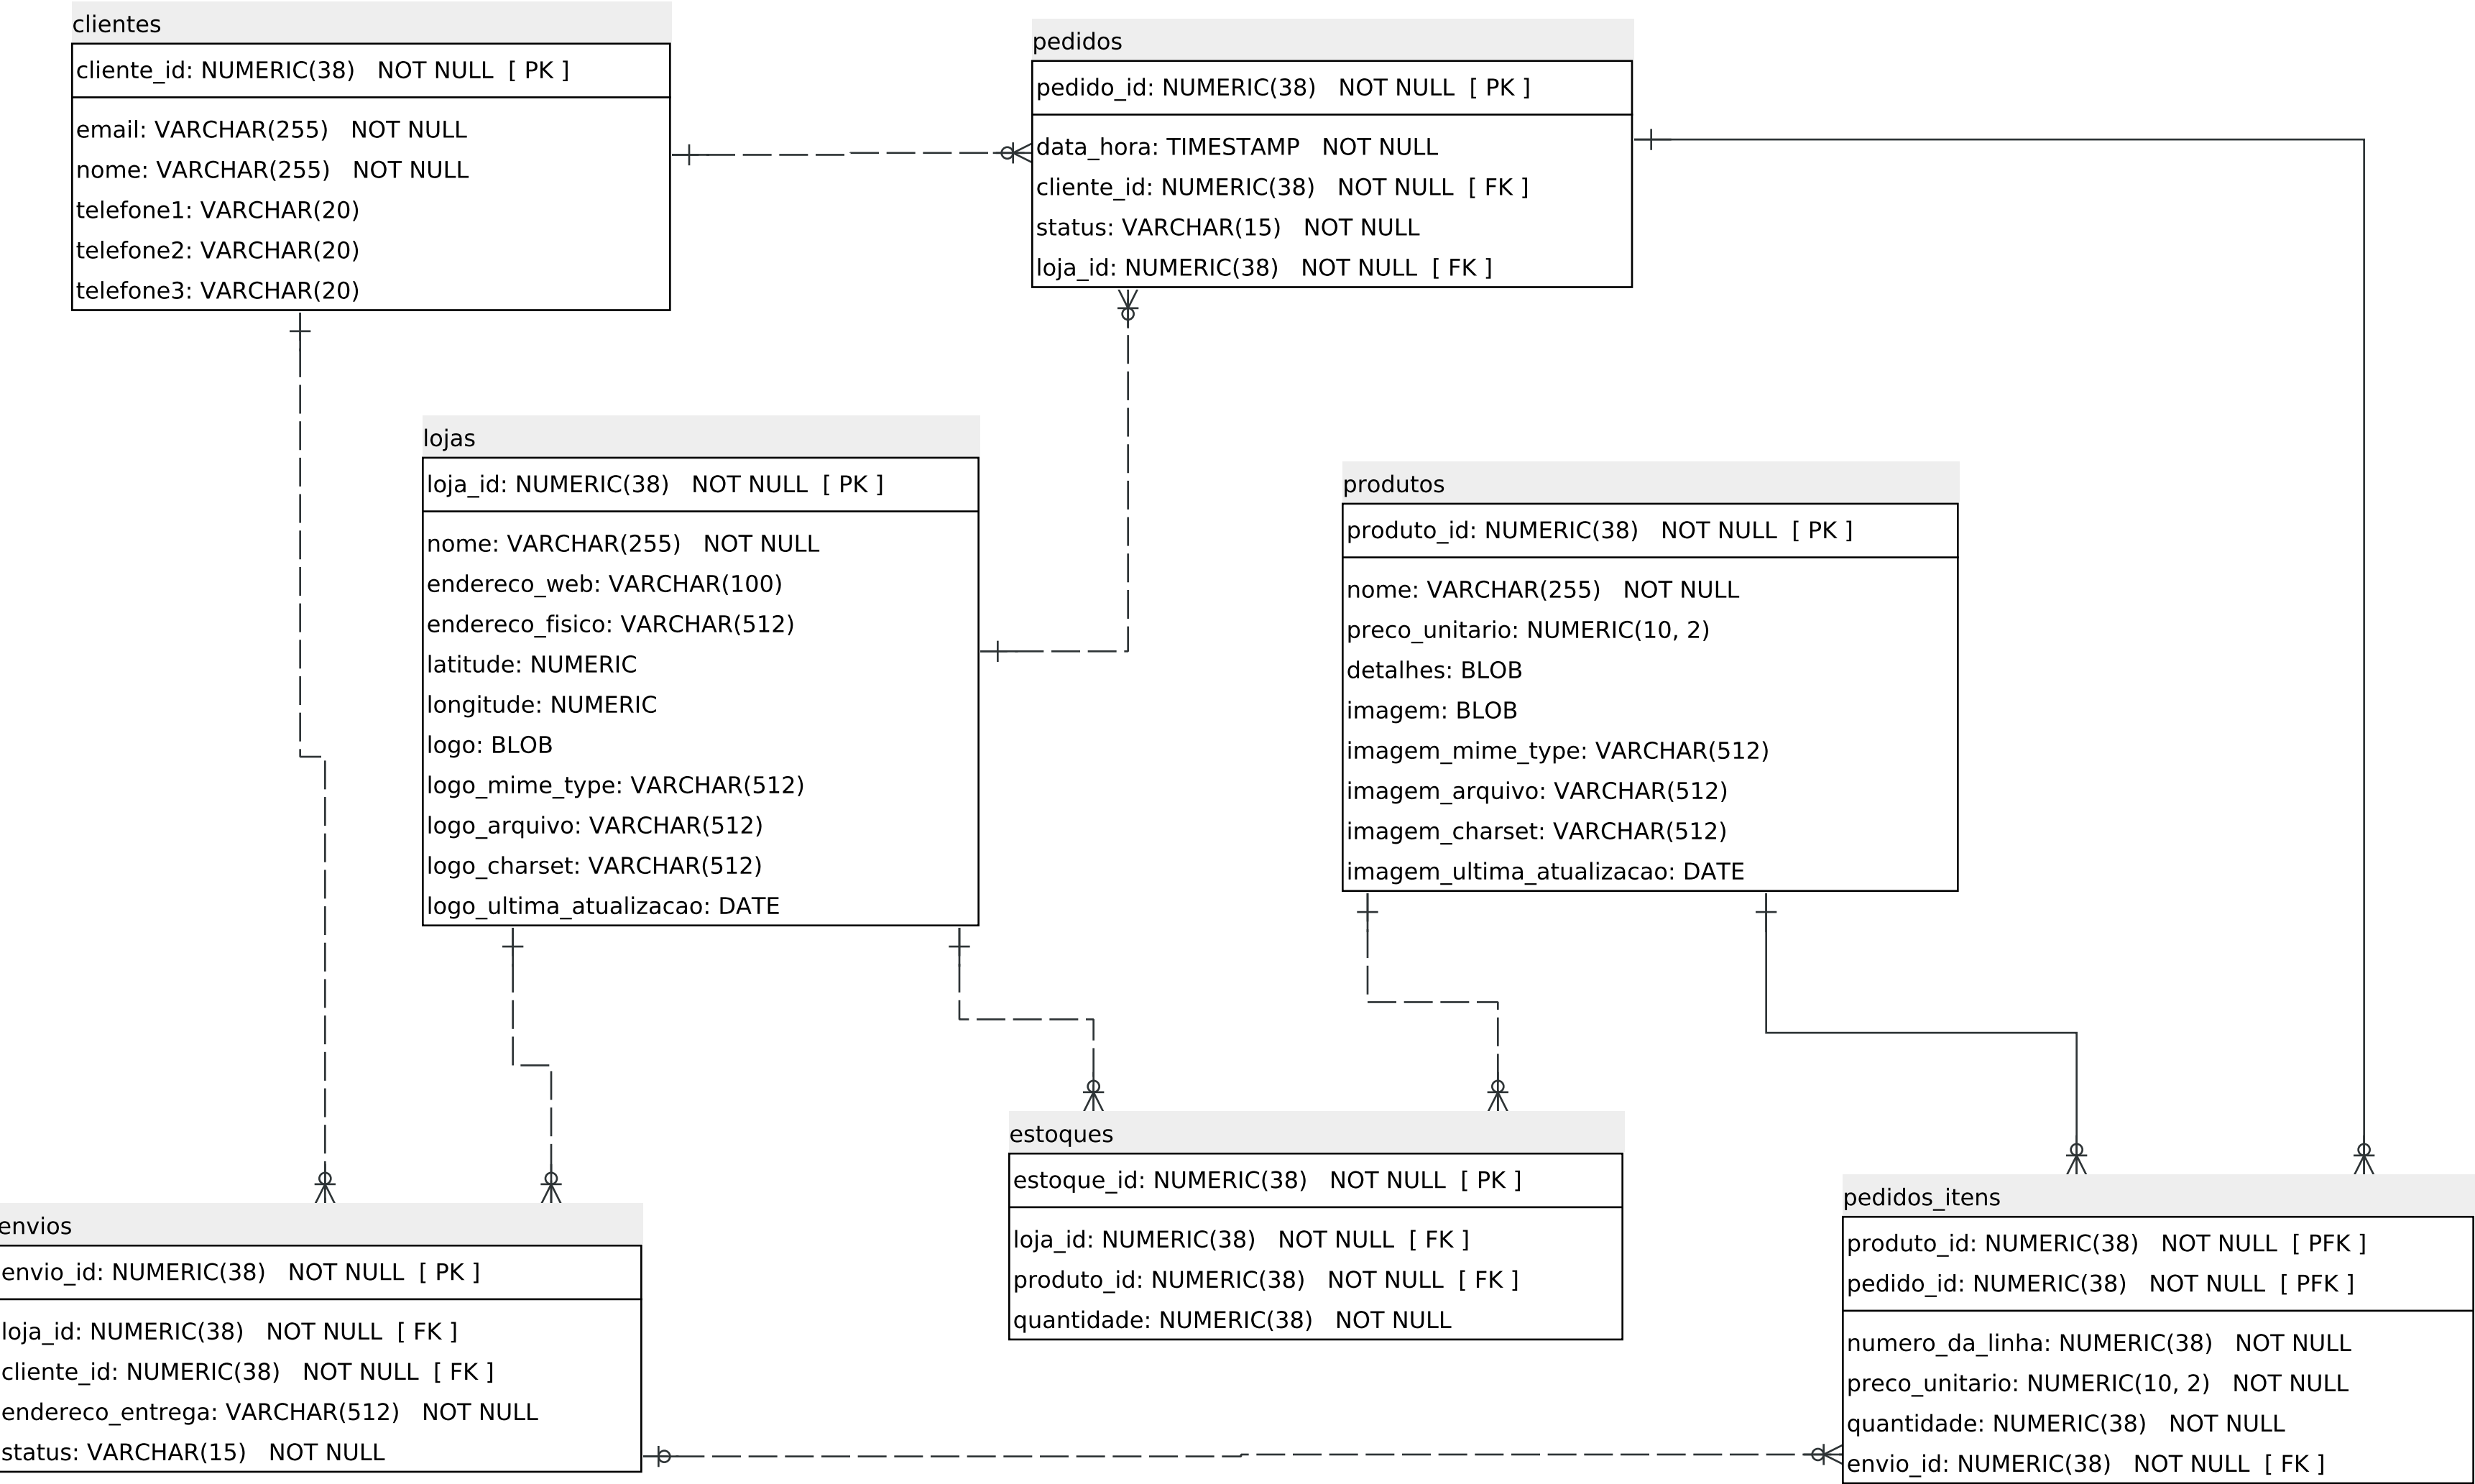 clientes
cliente_id: NUMERIC(38) NOT NULL [ PK ]
email: VARCHAR(255) NOT NULL
nome: VARCHAR(255) NOT NULL
telefone1: VARCHAR(20)
telefone2: VARCHAR(20)
telefone3: VARCHAR(20)
pedidos
pedido_id: NUMERIC(38) NOT NULL [ PK ]
data_hora: TIMESTAMP NOT NULL
cliente_id: NUMERIC(38) NOT NULL [ FK ]
status: VARCHAR(15) NOT NULL
loja_id: NUMERIC(38) NOT NULL [ FK ]
lojas
loja_id: NUMERIC(38) NOT NULL [ PK ]
nome: VARCHAR(255) NOT NULL
endereco_web: VARCHAR(100)
endereco_fisico: VARCHAR(512)
latitude: NUMERIC
longitude: NUMERIC
logo: BLOB
logo_mime_type: VARCHAR(512)
logo_arquivo: VARCHAR(512)
logo_charset: VARCHAR(512)
logo_ultima_atualizacao: DATE
produtos
produto_id: NUMERIC(38) NOT NULL [ PK ]
nome: VARCHAR(255) NOT NULL
preco_unitario: NUMERIC(10, 2)
detalhes: BLOB
imagem: BLOB
imagem_mime_type: VARCHAR(512)
imagem_arquivo: VARCHAR(512)
imagem_charset: VARCHAR(512)
imagem_ultima_atualizacao: DATE
envios
envio_id: NUMERIC(38) NOT NULL [ PK ]
loja_id: NUMERIC(38) NOT NULL [ FK ]
cliente_id: NUMERIC(38) NOT NULL [ FK ]
endereco_entrega: VARCHAR(512) NOT NULL
status: VARCHAR(15) NOT NULL
estoques
estoque_id: NUMERIC(38) NOT NULL [ PK ]
loja_id: NUMERIC(38) NOT NULL [ FK ]
produto_id: NUMERIC(38) NOT NULL [ FK ]
quantidade: NUMERIC(38) NOT NULL
pedidos_itens
produto_id: NUMERIC(38) NOT NULL [ PFK ]
pedido_id: NUMERIC(38) NOT NULL [ PFK ]
numero_da_linha: NUMERIC(38) NOT NULL
preco_unitario: NUMERIC(10, 2) NOT NULL
quantidade: NUMERIC(38) NOT NULL
envio_id: NUMERIC(38) NOT NULL [ FK ]